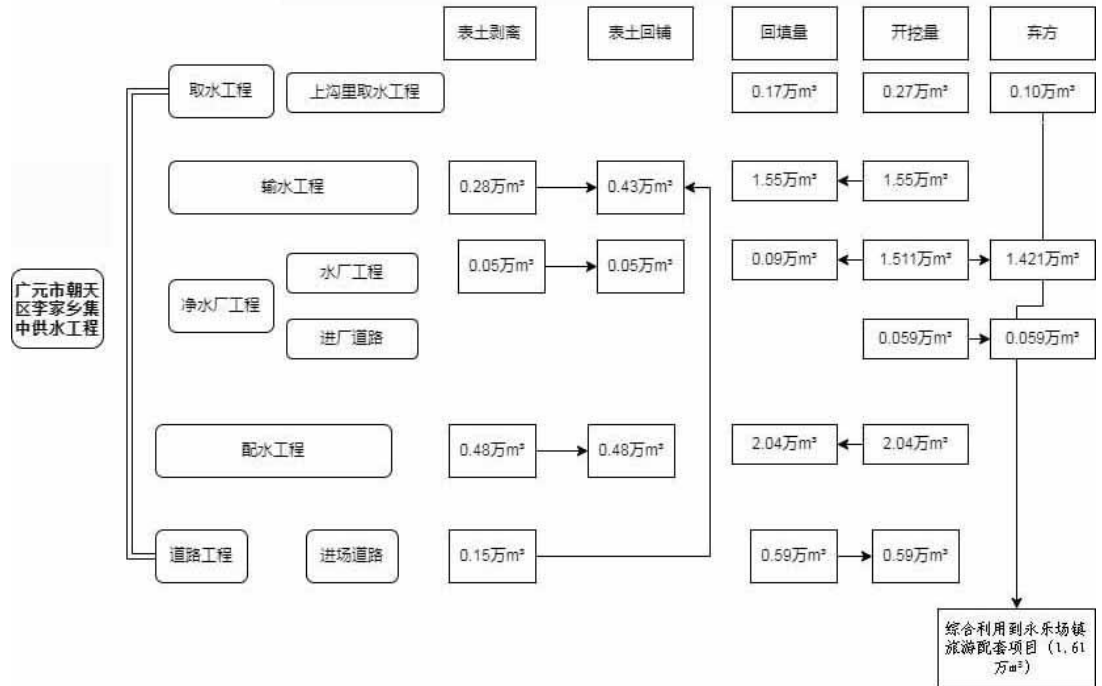 表土剥离
表土回铺
回填量
开挖量
弃方
取水工程
上沟里取水工程
0.17万m³
0.27万m³
0.10万m³
输水工程
0.28万m³
0.43万m³
1.55万m³
1.55万m³
广元市朝天
区李家乡集
中供水工程
净水厂工程
水厂工程
0.05万m³
0.05万m³
0.09万m³
1.511万m³
1.421万m³
进厂道路
0.059万m³
0.059万m³
配水工程
0.48万m³
0.48万m³
2.04万m³
2.04万m³
道路工程
进场道路
0.15万m³
0.59万m³
0.59万m³
综合利用到永乐场镇
旅游配套项目（1.61
万m³）